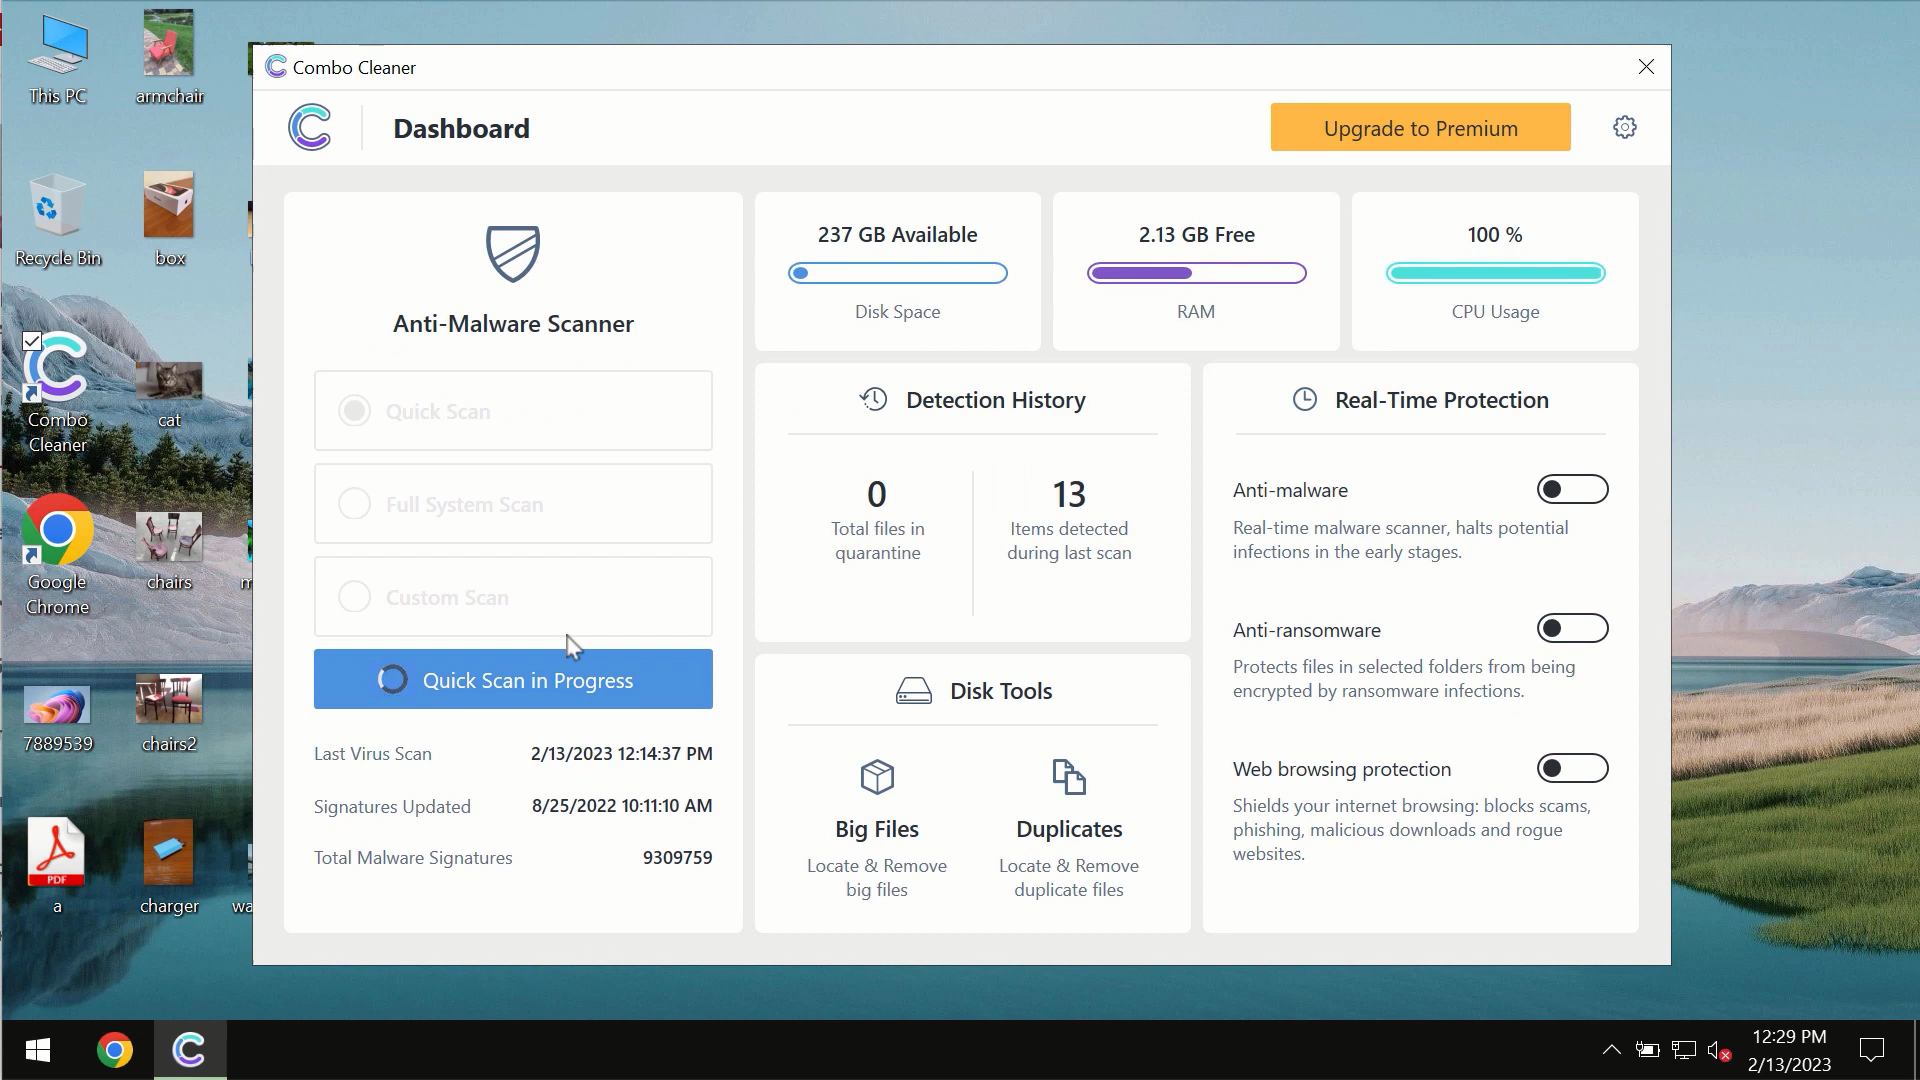 This PC
armchair
Recycle Bin
box
Combo
Cleaner
cat
Google
Chrome
chairs
7889539
chairs2
PDF
a
charger
wa
Combo Cleaner
Dashboard
Upgrade to Premium
Anti-Malware Scanner
Quick Scan
Full System Scan
Custom Scan
Quick Scan in Progress
Last Virus Scan 2/13/2023 12:14:37 PM
Signatures Updated 8/25/2022 10:11:10 AM
Total Malware Signatures 9309759
237 GB Available
Disk Space
2.13 GB Free
RAM
100 %
CPU Usage
Detection History
0
Total files in
quarantine
13
Items detected
during last scan
Disk Tools
Big Files
Locate & Remove
big files
Duplicates
Locate & Remove
duplicate files
Real-Time Protection
Anti-malware
Real-time malware scanner, halts potential
infections in the early stages.
Anti-ransomware
Protects files in selected folders from being
encrypted by ransomware infections.
Web browsing protection
Shields your internet browsing: blocks scams,
phishing, malicious downloads and rogue
websites.
12:29 PM
2/13/2023